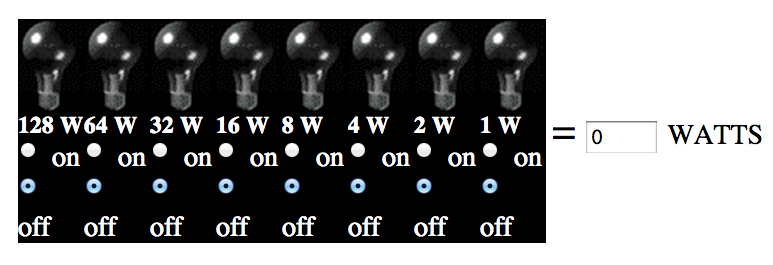 128 W 64 W 32 W 16 W 8 W 4 W 2 W 1 W
= 0 WATTS
on on on on on on on on
off off off off off off off off